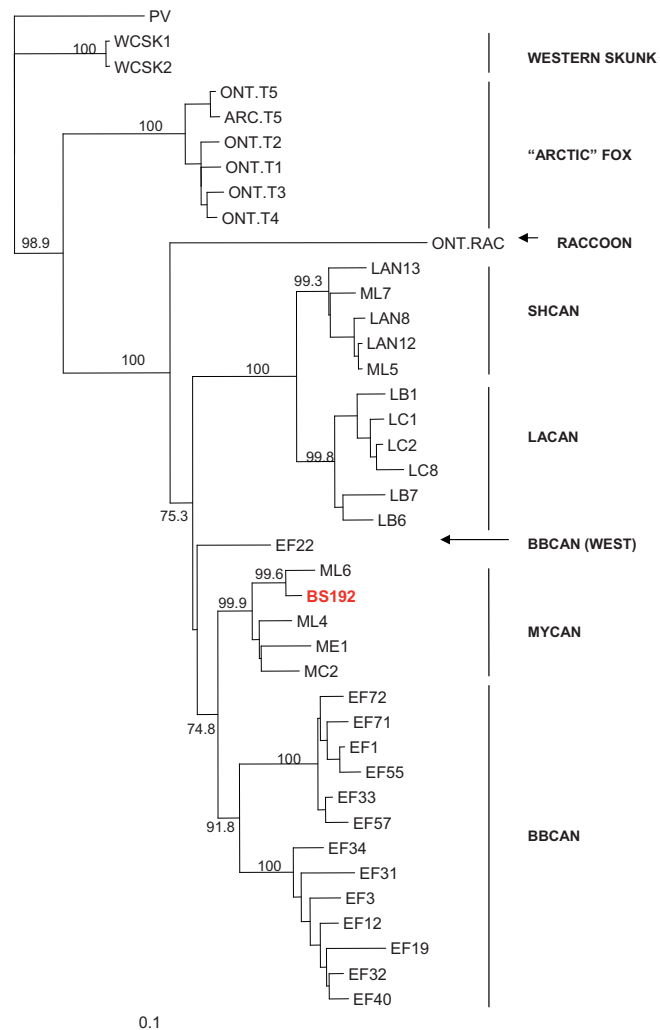 PV
WCSK1
100
WCSK2
WESTERN SKUNK
ONT.T5
ARC.T5
100
ONT.T2
ONT.T1
"ARCTIC" FOX
ONT.T3
ONT.T4
98.9
ONT.RAC
RACCOON
LAN13
99.3
ML7
LAN8
SHCAN
LAN12
100
100
ML5
LB1
LC1
LACAN
LC2
99.8
LC8
LB7
75.3
LB6
EF22
BBCAN (WEST)
ML6
99.6
BS192
99.9
ML4
MYCAN
ME1
MC2
EF72
74.8
EF71
EF1
100
EF55
EF33
91.8
EF57
BBCAN
EF34
100
EF31
EF3
EF12
EF19
EF32
EF40
0.1